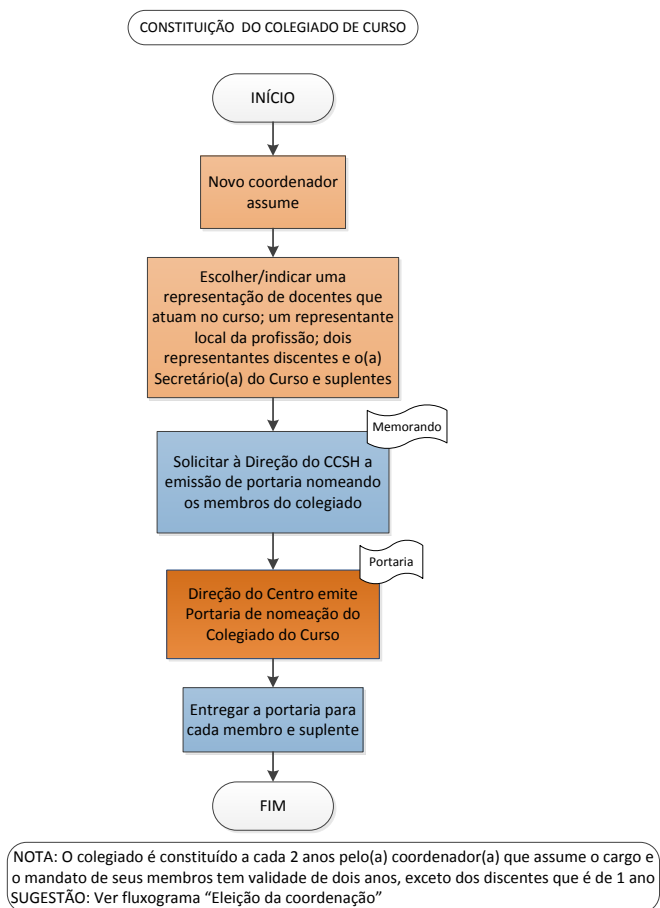 CONSTITUIÇÃO DO COLEGIADO DE CURSO
INÍCIO
Novo coordenador
assume
Escolher/indicar uma
representação de docentes que
atuam no curso; um representante
local da profissão; dois
representantes discentes e o(a)
Secretário(a) do Curso e suplentes
Memorando
Solicitar à Direção do CCSH a
emissão de portaria nomeando
os membros do colegiado
Portaria
Direção do Centro emite
Portaria de nomeação do
Colegiado do Curso
Entregar a portaria para
cada membro e suplente
FIM
NOTA: O colegiado é constituído a cada 2 anos pelo(a) coordenador(a) que assume o cargo e
o mandato de seus membros tem validade de dois anos, exceto dos discentes que é de 1 ano
SUGESTÃO: Ver fluxograma “Eleição da coordenação”